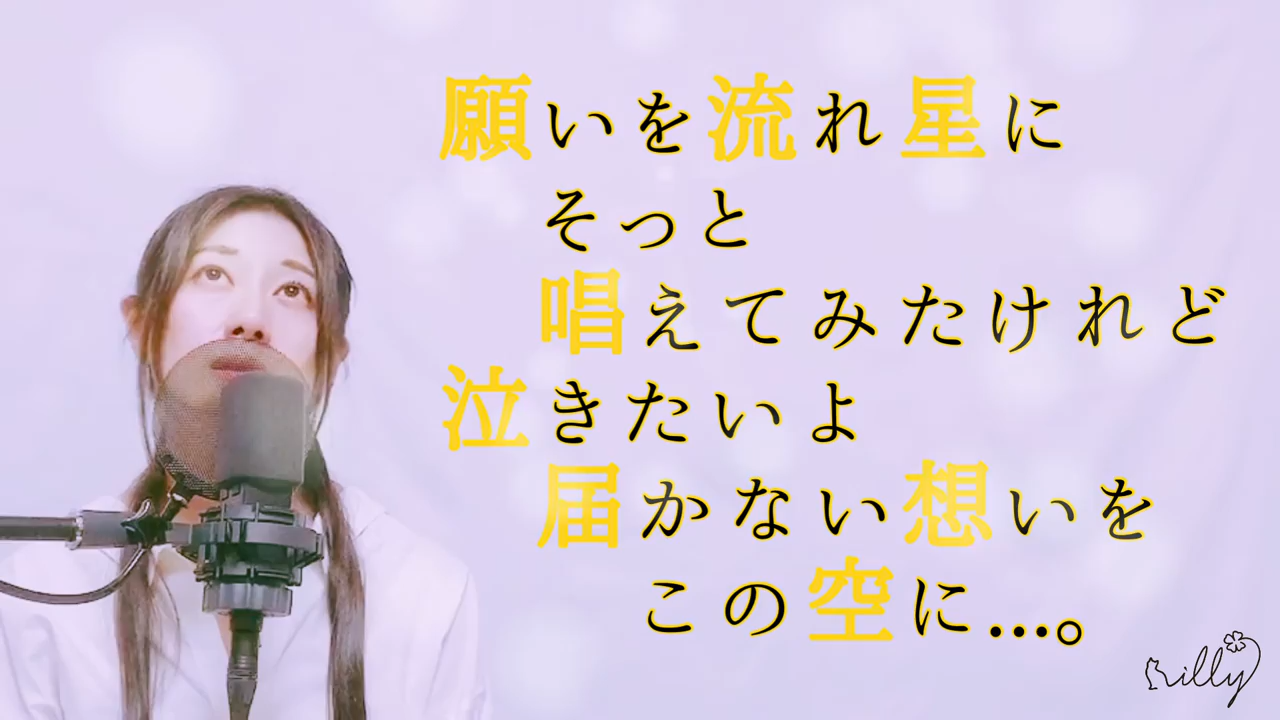 願いを流れ星に
そっと
唱えてみたけれど
泣きたいよ
届かない想いを
この空に…。
Rilly